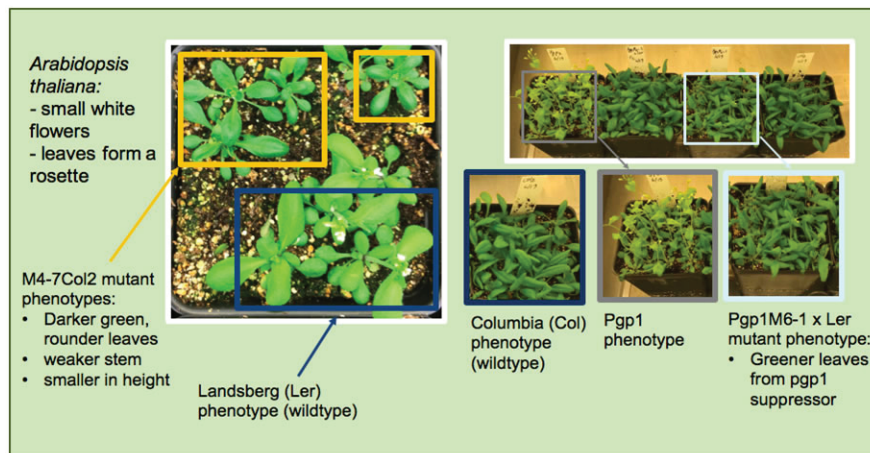 Arabidopsis
thaliana:
- small white
flowers
- leaves form a
rosette
M4-7Col2 mutant
phenotypes:
• Darker green,
rounder leaves
• weaker stem
• smaller in height
Landsberg (Ler)
phenotype (wildtype)
Columbia (Col)
phenotype
(wildtype)
Pgp1
phenotype
Pgp1M6-1 x Ler
mutant phenotype:
• Greener leaves
from pgp1
suppressor